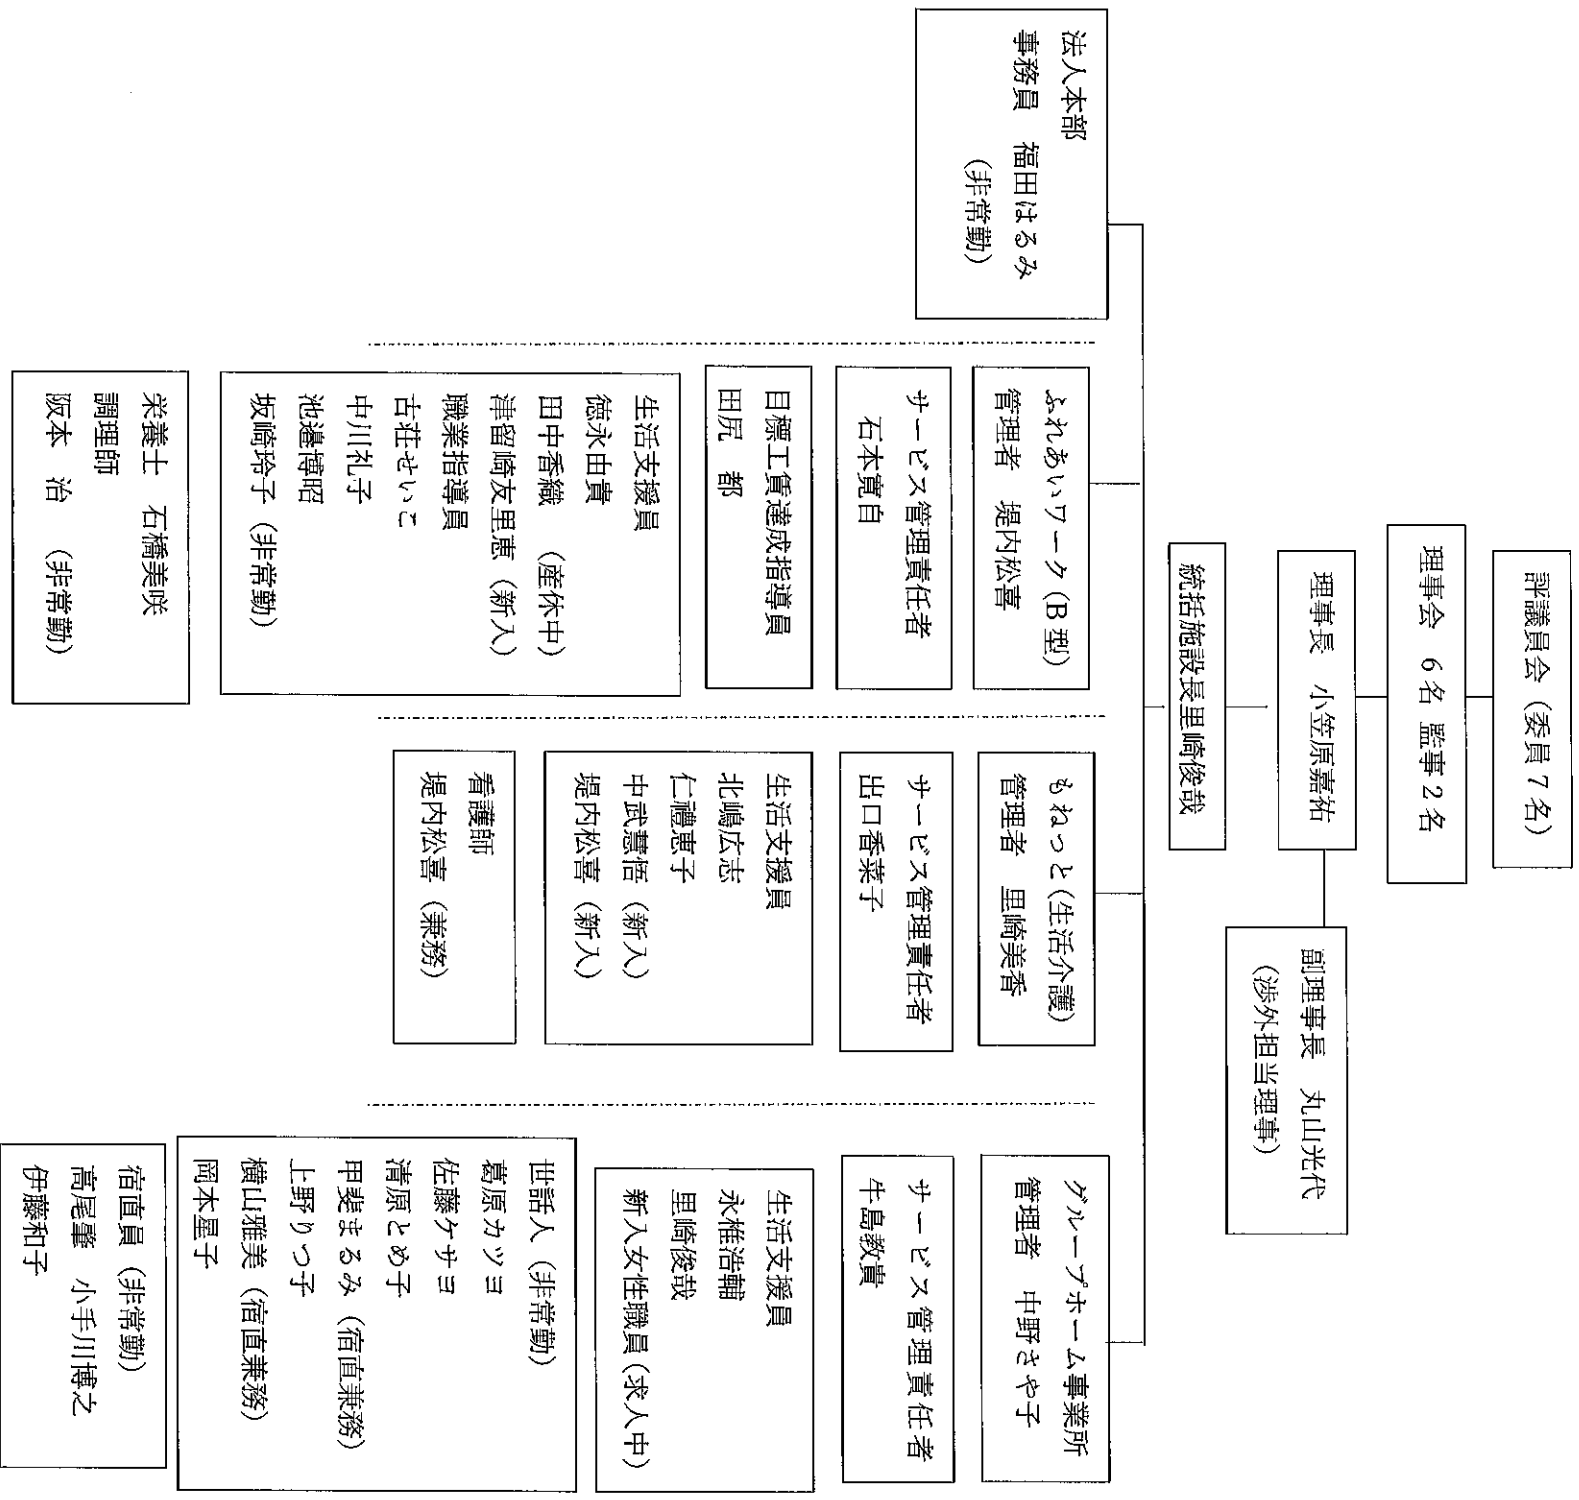 評議員会（委員７名）
理事会　６名 監事２名
理事長　小笠原嘉祐
副理事長　丸山光代
（渉外担当理事）
統括施設長里崎俊哉
法人本部
事務員　福田はるみ
（非常勤）
ふれあいワーク(B型)
管理者　堤内松喜
サービス管理責任者
石本寛自
目標工賃達成指導員
田尻　都
生活支援員
徳永由貴
田中香織　（産休中）
津留崎友里恵（新入）
職業指導員
古荘せいこ
中川礼子
池邉博昭
坂崎玲子（非常勤）
栄養士　石橋美咲
調理師
阪本　治　（非常勤）
もねっと(生活介護)
管理者　里崎美香
サービス管理責任者
出口香菜子
生活支援員
北嶋広志
仁禮恵子
中武慧悟（新入）
堤内松喜（新入）
看護師
堤内松喜（兼務）
グループホーム事業所
管理者　中野さや子
サービス管理責任者
牛島教貴
生活支援員
永椎浩輔
里崎俊哉
新入女性職員(求人中)
世話人（非常勤）
葛原カツヨ
佐藤ケサヨ
清原とめ子
甲斐まるみ（宿直兼務）
上野りつ子
横山雅美（宿直兼務）
岡本星子
宿直員（非常勤）
高尾肇　小手川博之
伊藤和子